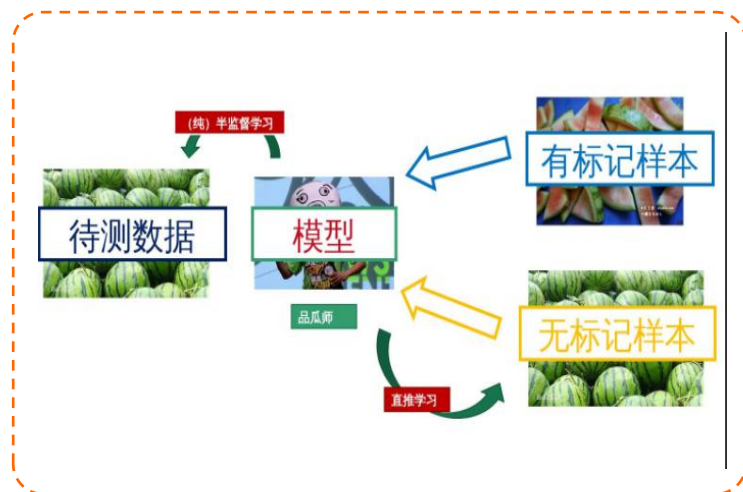 （纯）半监督学习
有标记样本
待测数据
模型
品瓜师
无标记样本
直推学习